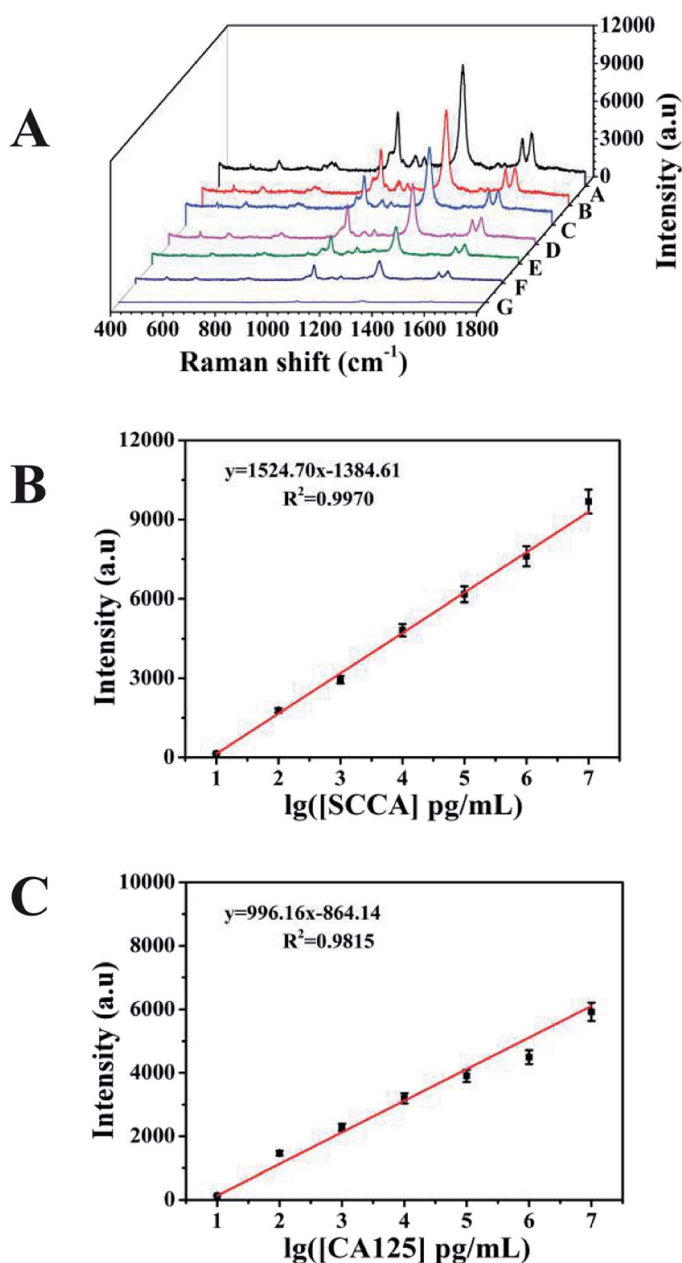 A
12000
9000
6000
3000
0
Intensity (a.u)
A
B
C
D
E
F
G
400 600 800 1000 1200 1400 1600 1800
Raman shift (cm⁻¹)
B
12000
9000
6000
3000
0
Intensity (a.u)
y=1524.70x-1384.61
R²=0.9970
1 2 3 4 5 6 7
lg([SCCA] pg/mL)
C
10000
8000
6000
4000
2000
0
Intensity (a.u)
y=996.16x-864.14
R²=0.9815
1 2 3 4 5 6 7
lg([CA125] pg/mL)